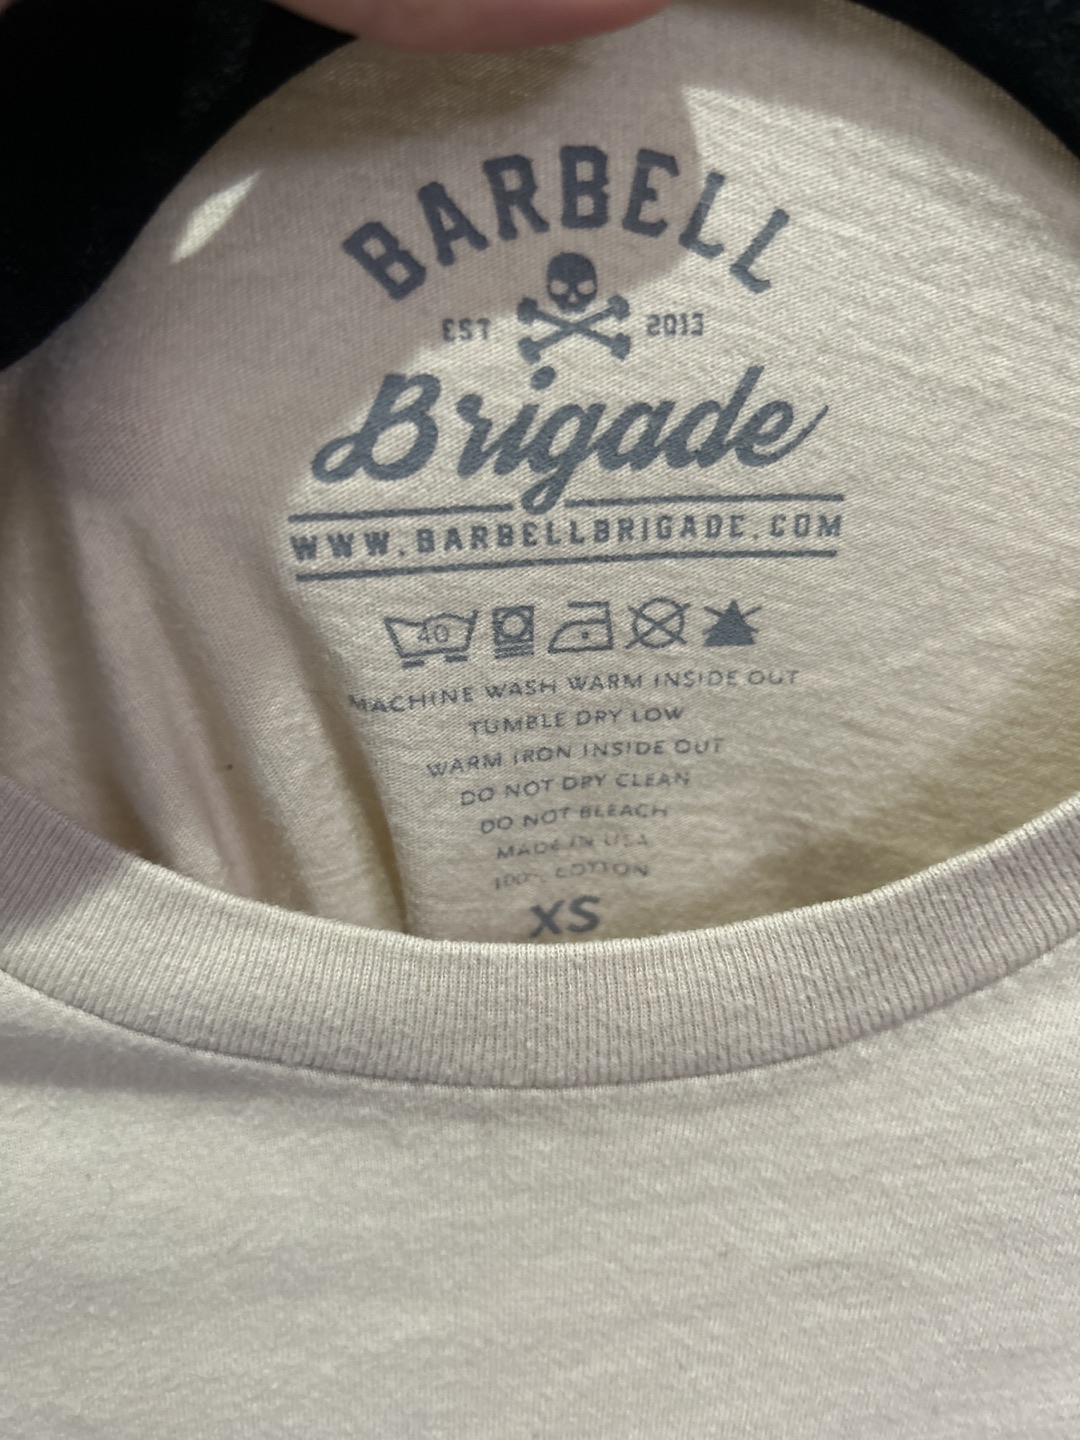 BARBELL
EST. 2013
Brigade
WWW.BARBELLBRIGADE.COM
40
MACHINE WASH WARM INSIDE OUT
TUMBLE DRY LOW
WARM IRON INSIDE OUT
DO NOT DRY CLEAN
DO NOT BLEACH
MADE IN USA
100% COTTON
XS